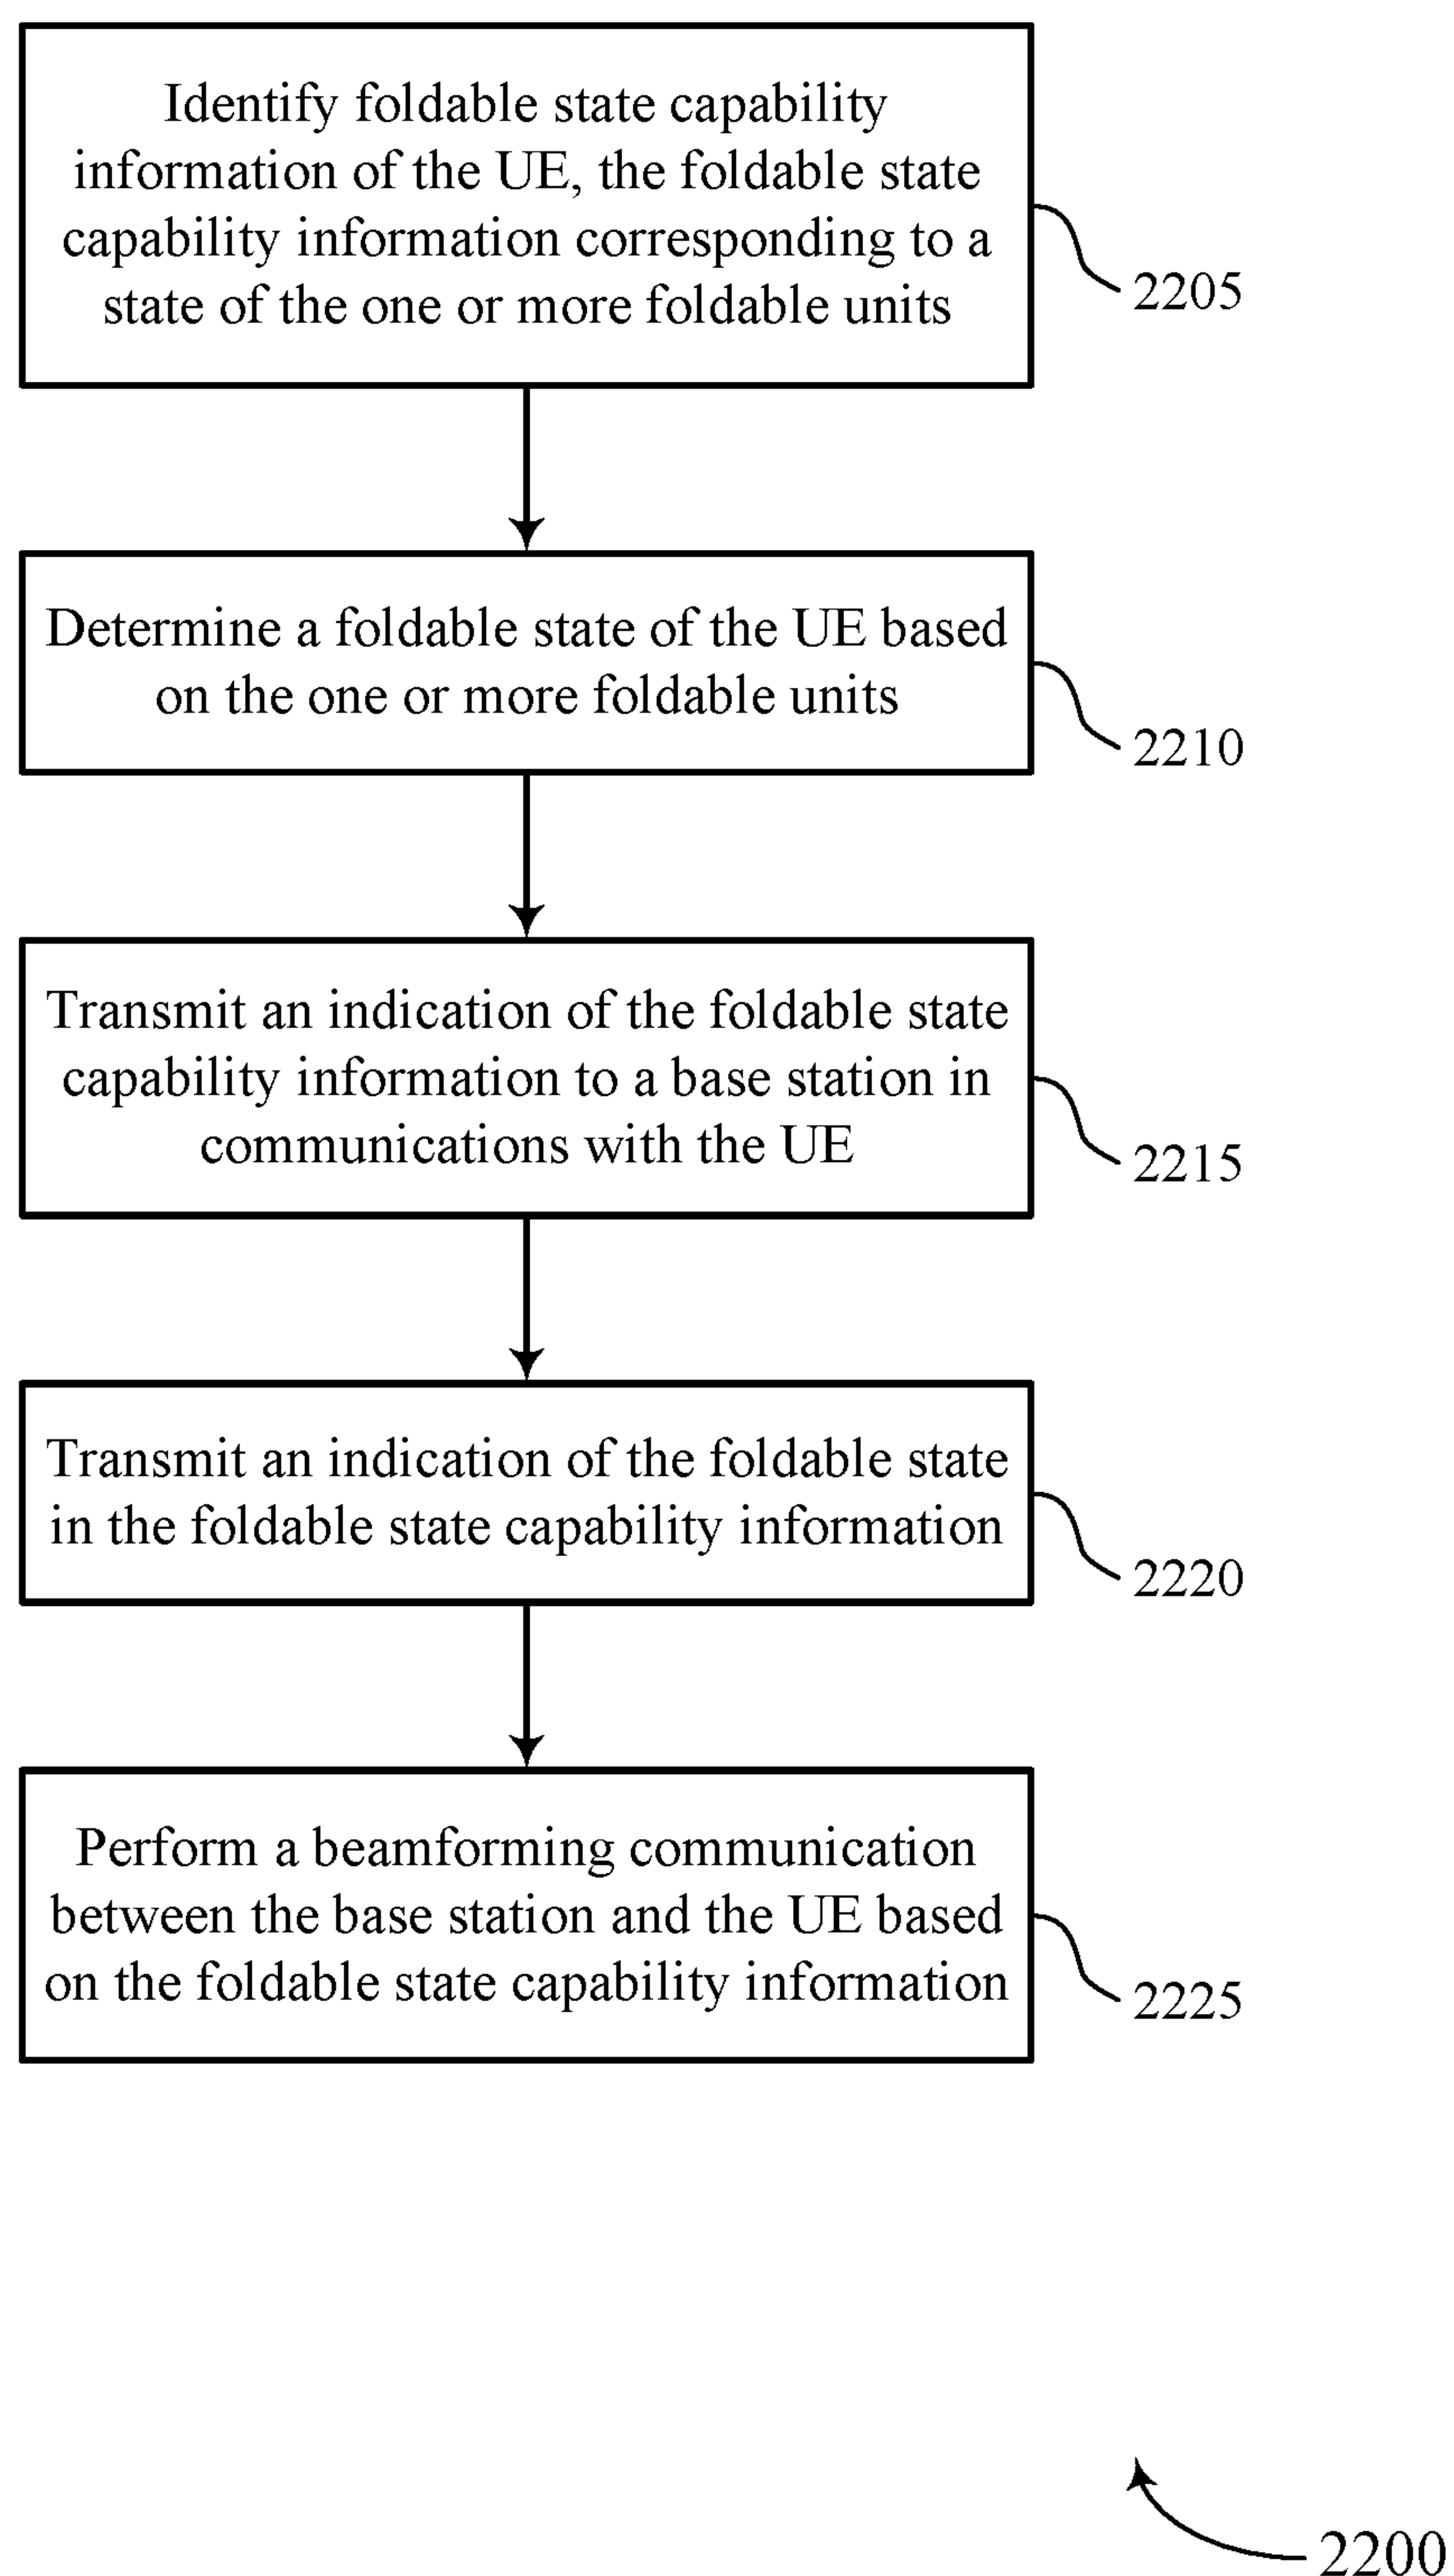 Identify foldable state capability
information of the UE, the foldable state
capability information corresponding to a
state of the one or more foldable units
2205
Determine a foldable state of the UE based
on the one or more foldable units
2210
Transmit an indication of the foldable state
capability information to a base station in
communications with the UE
2215
Transmit an indication of the foldable state
in the foldable state capability information
2220
Perform a beamforming communication
between the base station and the UE based
on the foldable state capability information
2225
2200